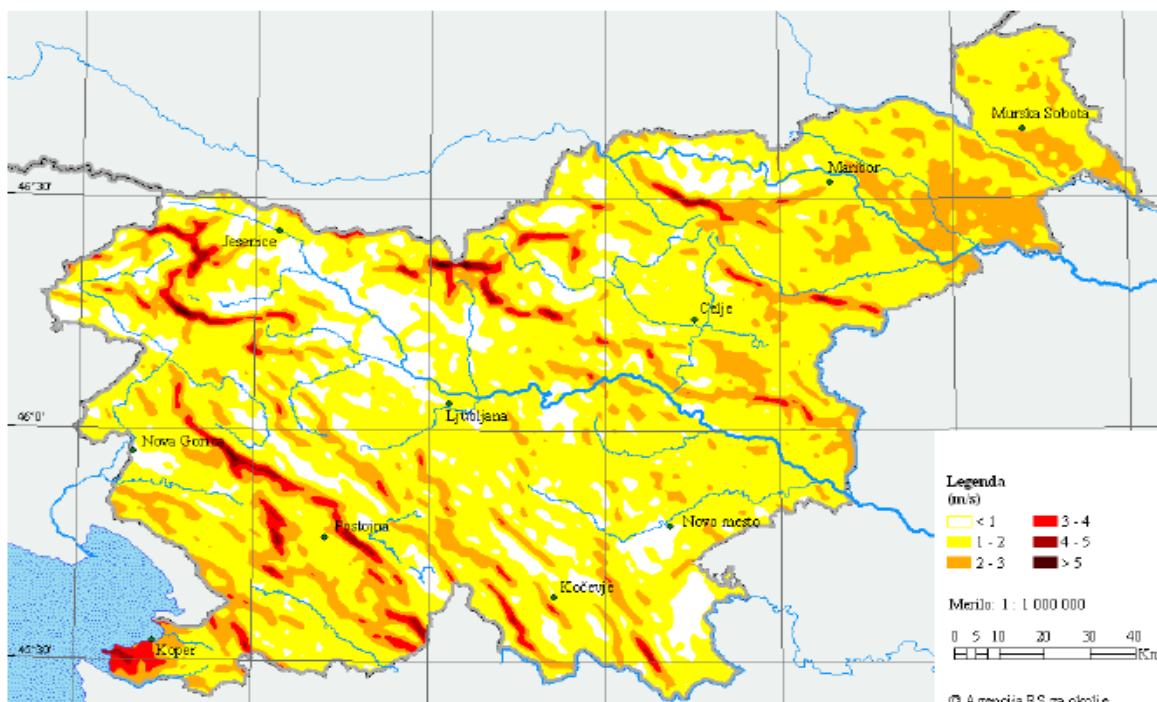 Murska Sobota
46°30'
Maribor
Jesenice
Celje
46°0'
Ljubljana
Nova Gorica
Postojna
Novo mesto
Kočevje
45°30'
Koper
Legenda
(m/s)
< 1
3 - 4
1 - 2
4 - 5
2 - 3
> 5
Merilo: 1 : 1 000 000
0 5 10 20 30 40
Km
© Agencija RS za okolje